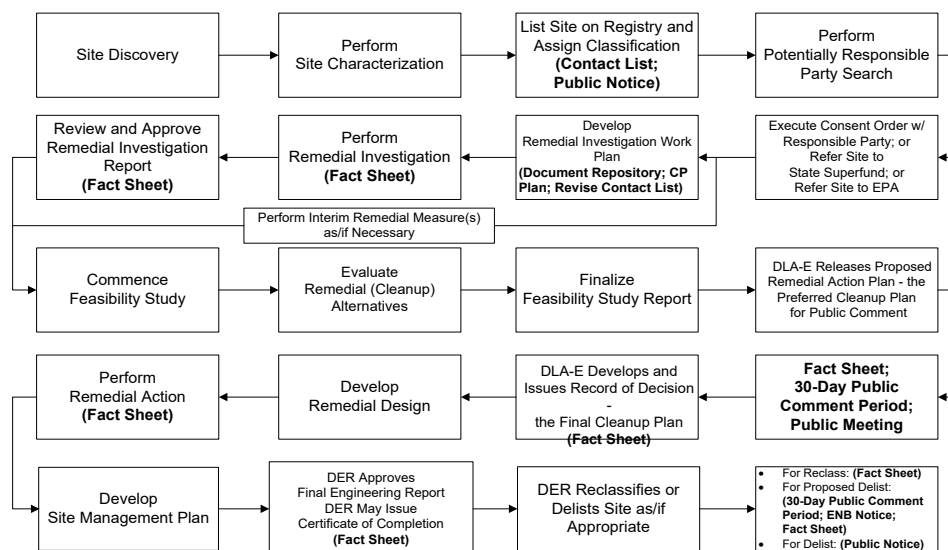 Site Discovery
Perform
Site Characterization
List Site on Registry and
Assign Classification
(Contact List;
Public Notice)
Perform
Potentially Responsible
Party Search
Execute Consent Order w/
Responsible Party; or
Refer Site to
State Superfund; or
Refer Site to EPA
Develop
Remedial Investigation Work
Plan
(Document Repository; CP
Plan; Revise Contact List)
Perform
Remedial Investigation
(Fact Sheet)
Review and Approve
Remedial Investigation
Report
(Fact Sheet)
Perform Interim Remedial Measure(s)
as/if Necessary
Commence
Feasibility Study
Evaluate
Remedial (Cleanup)
Alternatives
Finalize
Feasibility Study Report
DLA-E Releases Proposed
Remedial Action Plan - the
Preferred Cleanup Plan
for Public Comment
Fact Sheet;
30-Day Public
Comment Period;
Public Meeting
DLA-E Develops and
Issues Record of Decision
-
the Final Cleanup Plan
(Fact Sheet)
Develop
Remedial Design
Perform
Remedial Action
(Fact Sheet)
Develop
Site Management Plan
DER Approves
Final Engineering Report
DER May Issue
Certificate of Completion
(Fact Sheet)
DER Reclassifies or
Delists Site as/if
Appropriate
• For Reclass: (Fact Sheet)
• For Proposed Delist:
(30-Day Public Comment
Period; ENB Notice;
Fact Sheet)
• For Delist: (Public Notice)